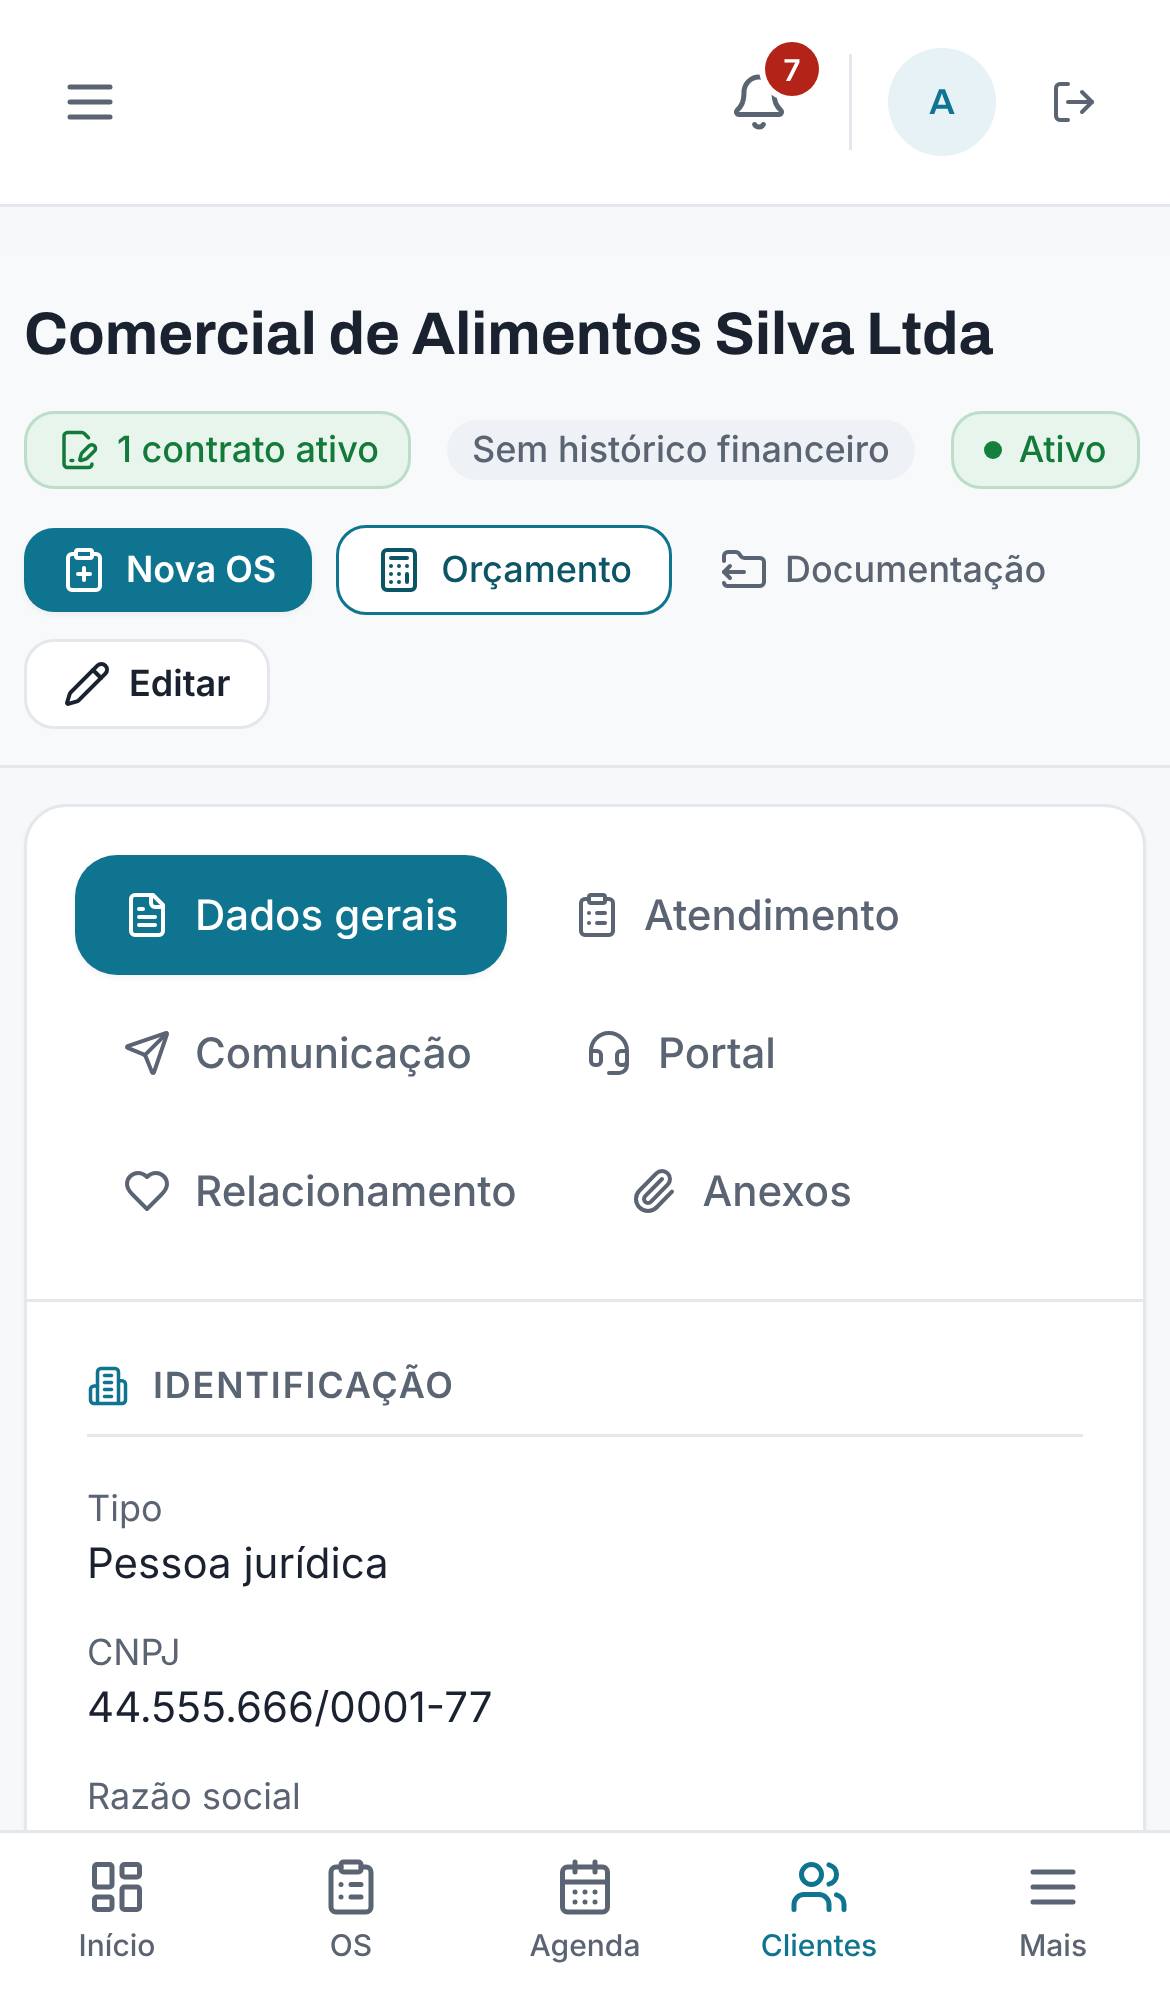 7
A
Comercial de Alimentos Silva Ltda
1 contrato ativo
Sem histórico financeiro
Ativo
Nova OS
Orçamento
Documentação
Editar
Dados gerais
Atendimento
Comunicação
Portal
Relacionamento
Anexos
IDENTIFICAÇÃO
Tipo
Pessoa jurídica
CNPJ
44.555.666/0001-77
Razão social
Início
OS
Agenda
Clientes
Mais